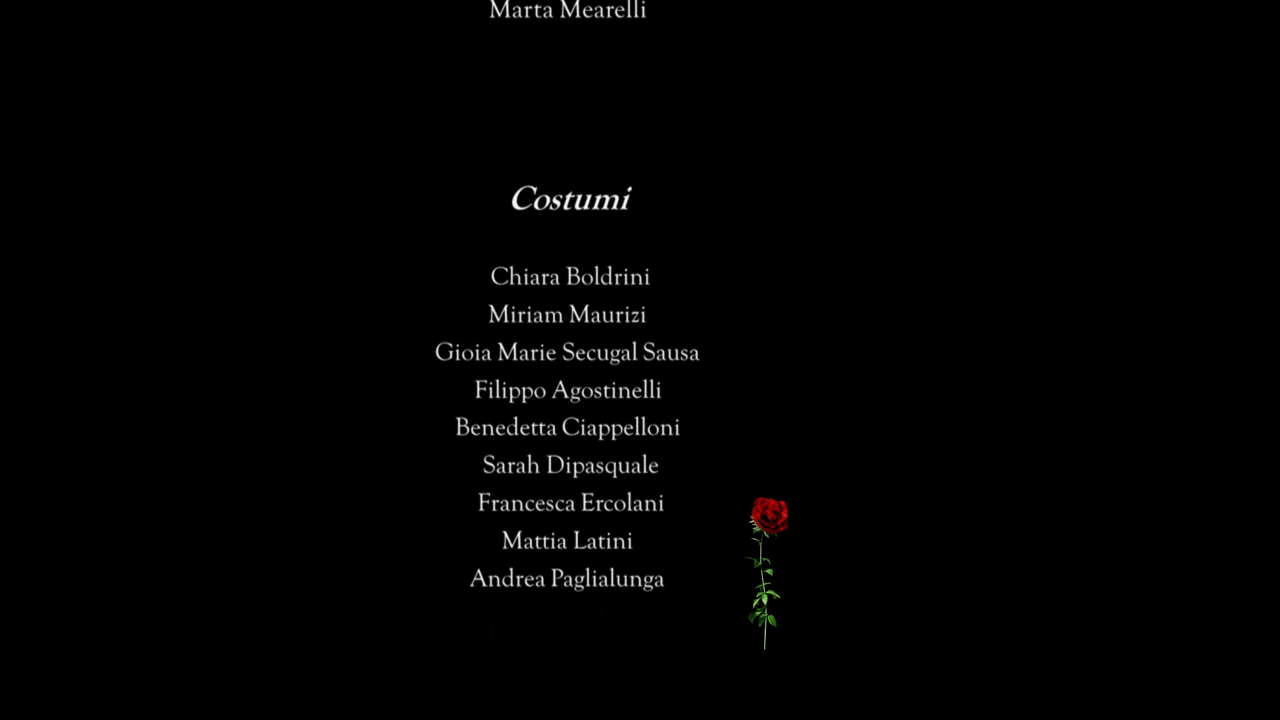 Marta Mearelli
Costumi
Chiara Boldrini
Miriam Maurizi
Gioia Marie Secugal Sausa
Filippo Agostinelli
Benedetta Ciappelloni
Sarah Dipasquale
Francesca Ercolani
Mattia Latini
Andrea Paglialunga